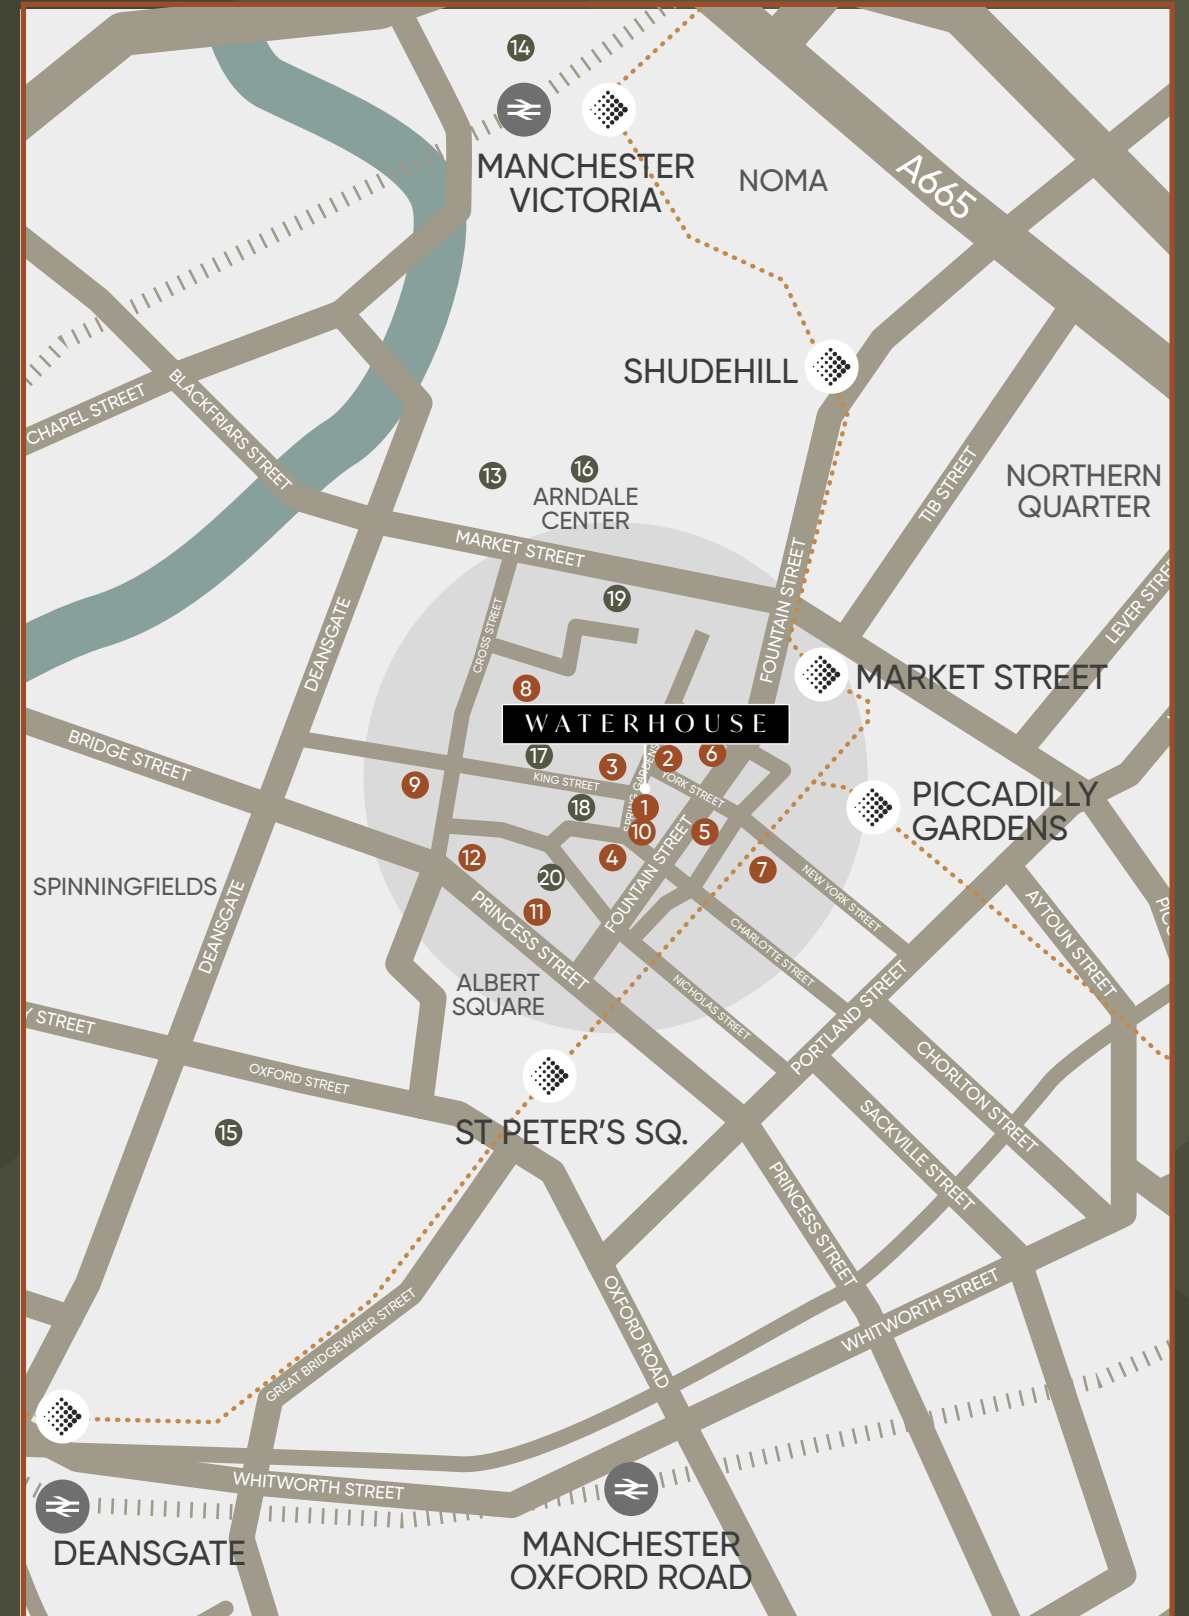 14
MANCHESTER
VICTORIA
NOMA
A665
SHUDEHILL
CHAPEL STREET
BLACKFRIARS STREET
13
16
ARNDALE
CENTER
MARKET STREET
TIB STREET
NORTHERN
QUARTER
LEVER STRE
19
FOUNTAIN STREET
CROSS STREET
DEANSGATE
8
MARKET STREET
WATERHOUSE
BRIDGE STREET
17
3
2
6
SPRING GARDENS
YORK STREET
KING STREET
9
18
1
10
5
PICCADILLY
GARDENS
12
4
7
20
11
FOUNTAIN STREET
NEW YORK STREET
SPINNINGFIELDS
DEANSGATE
PRINCESS STREET
CHARLOTTE STREET
AYTOUN STREET
PICC
ALBERT
SQUARE
NICHOLAS STREET
PORTLAND STREET
Y STREET
OXFORD STREET
CHORLTON STREET
SACKVILLE STREET
15
ST PETER'S SQ.
PRINCESS STREET
GREAT BRIDGEWATER STREET
OXFORD ROAD
WHITWORTH STREET
WHITWORTH STREET
DEANSGATE
MANCHESTER
OXFORD ROAD